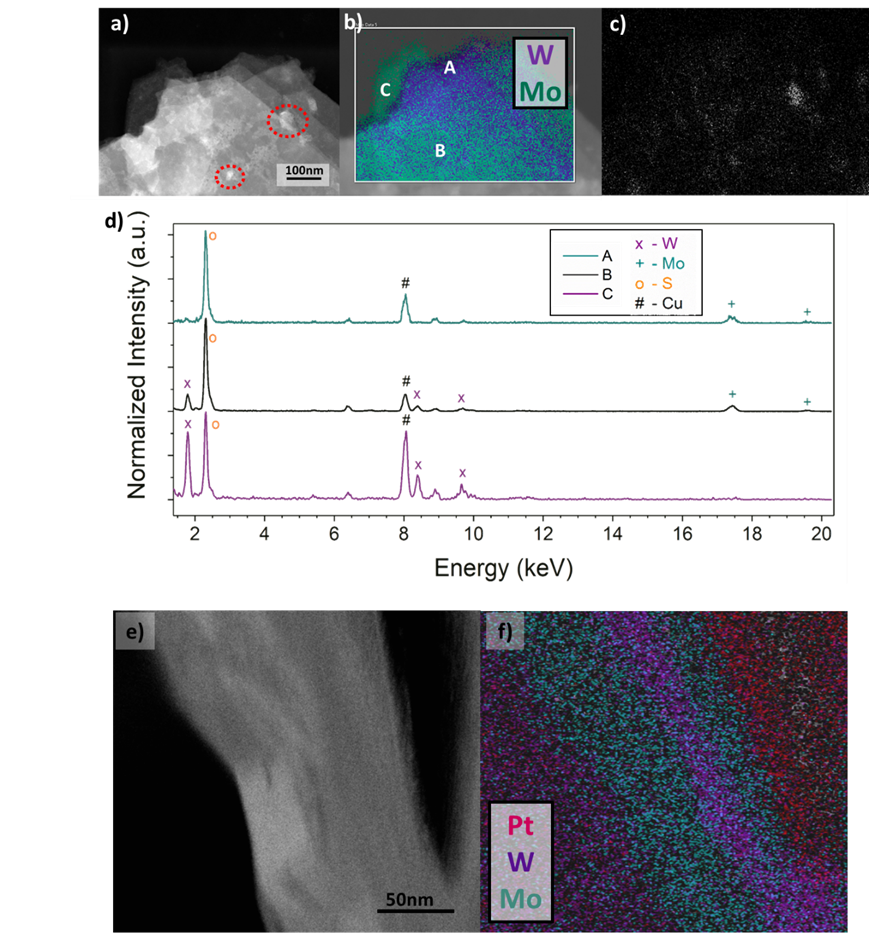 a)
100nm
b)
W
Mo
A
C
B
c)
d)
Normalized Intensity (a.u.)
o
#
+
+
A
B
C
x - W
+ - Mo
o - S
# - Cu
x
o
#
x
x
+
+
x
o
#
x
x
2
4
6
8
10
12
14
16
18
20
Energy (keV)
e)
50nm
f)
Pt
W
Mo